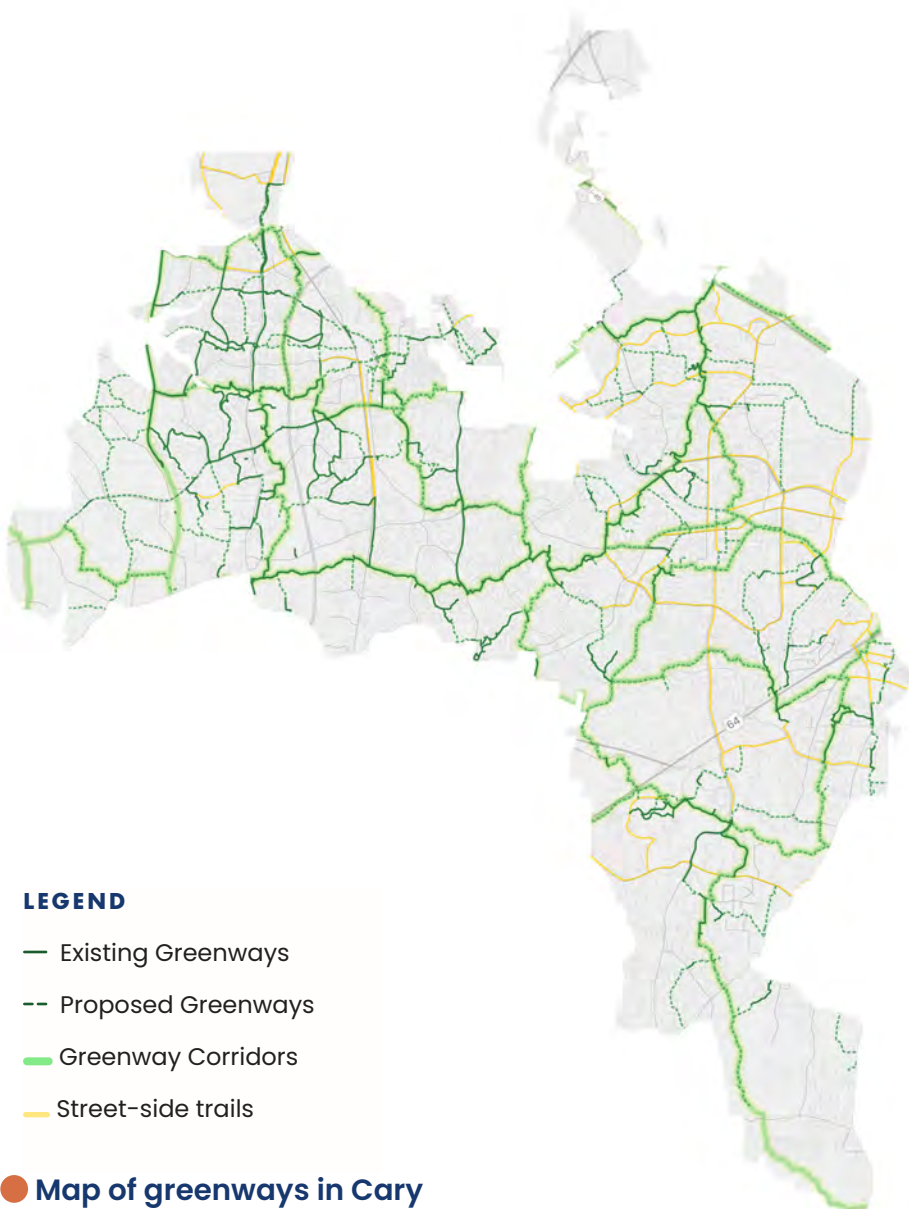 64
LEGEND
Existing Greenways
Proposed Greenways
Greenway Corridors
Street-side trails
Map of greenways in Cary